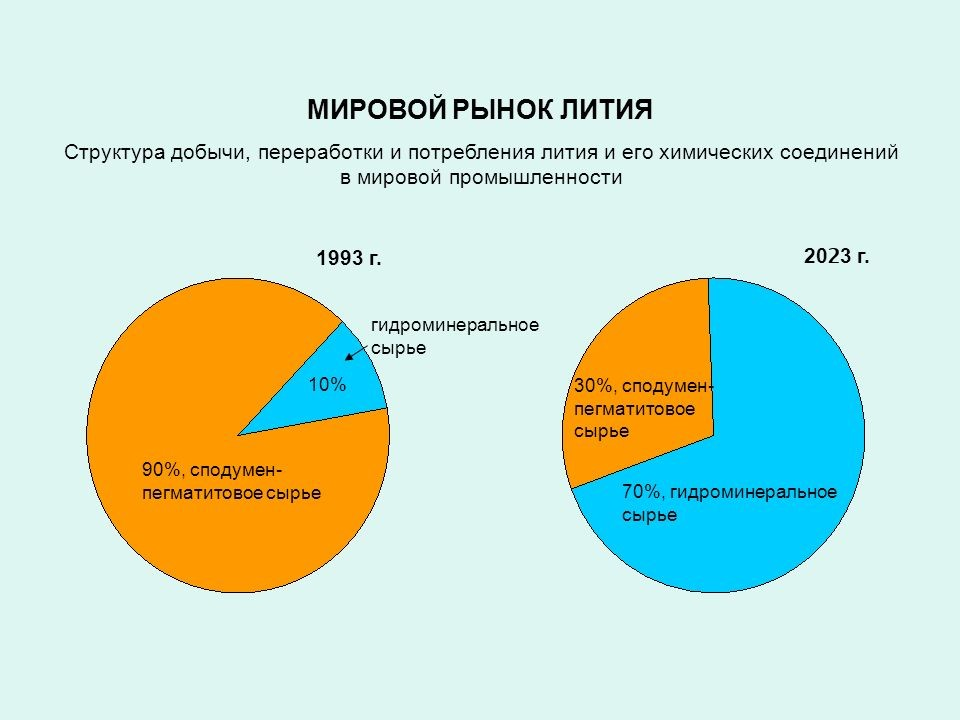 МИРОВОЙ РЫНОК ЛИТИЯ
Структура добычи, переработки и потребления лития и его химических соединений
в мировой промышленности
1993 г.
гидроминеральное
сырье
10%
90%, сподумен-
пегматитовое сырье
2023 г.
30%, сподумен-
пегматитовое
сырье
70%, гидроминеральное
сырье